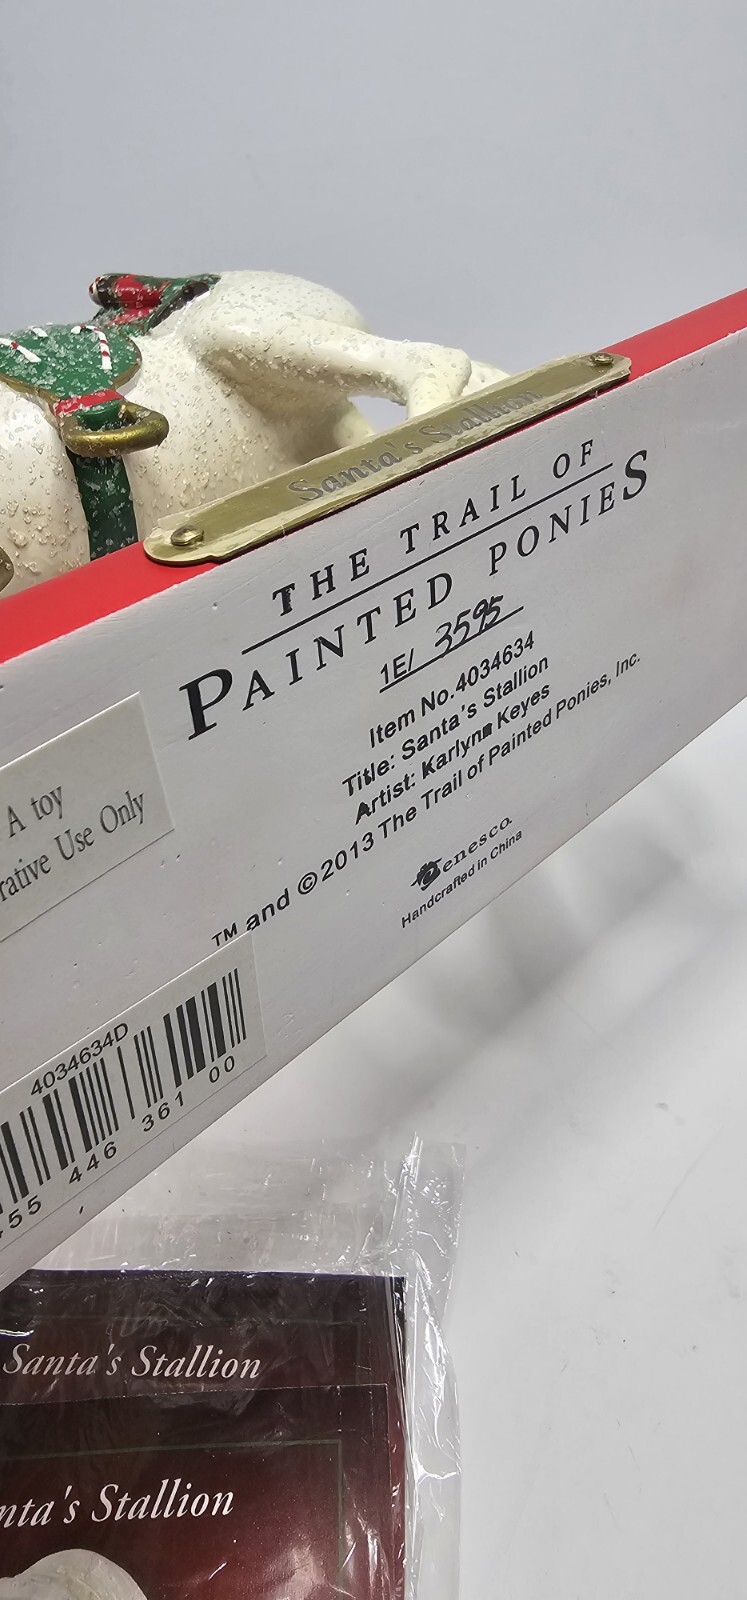 Santa's Stallion
THE TRAIL OF
PAINTED PONIES
1E/ 3595
Item No.4034634
Title: Santa's Stallion
Artist: Karlynn Keyes
TM and ©2013 The Trail of Painted Ponies, Inc.
enesco.
Handcrafted in China
A toy
rative Use Only
4034634D
55 446 361 00
Santa's Stallion
nta's Stallion